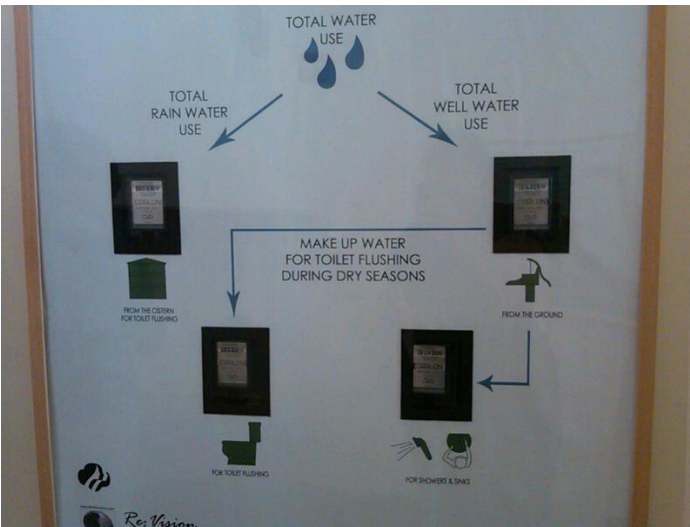 TOTAL WATER
USE
TOTAL
RAIN WATER
USE
TOTAL
WELL WATER
USE
MAKE UP WATER
FOR TOILET FLUSHING
DURING DRY SEASONS
FROM THE CISTERN
FOR TOILET FLUSHING
FROM THE GROUND
FOR TOILET FLUSHING
FOR SHOWERS & SINKS
Re: Vision